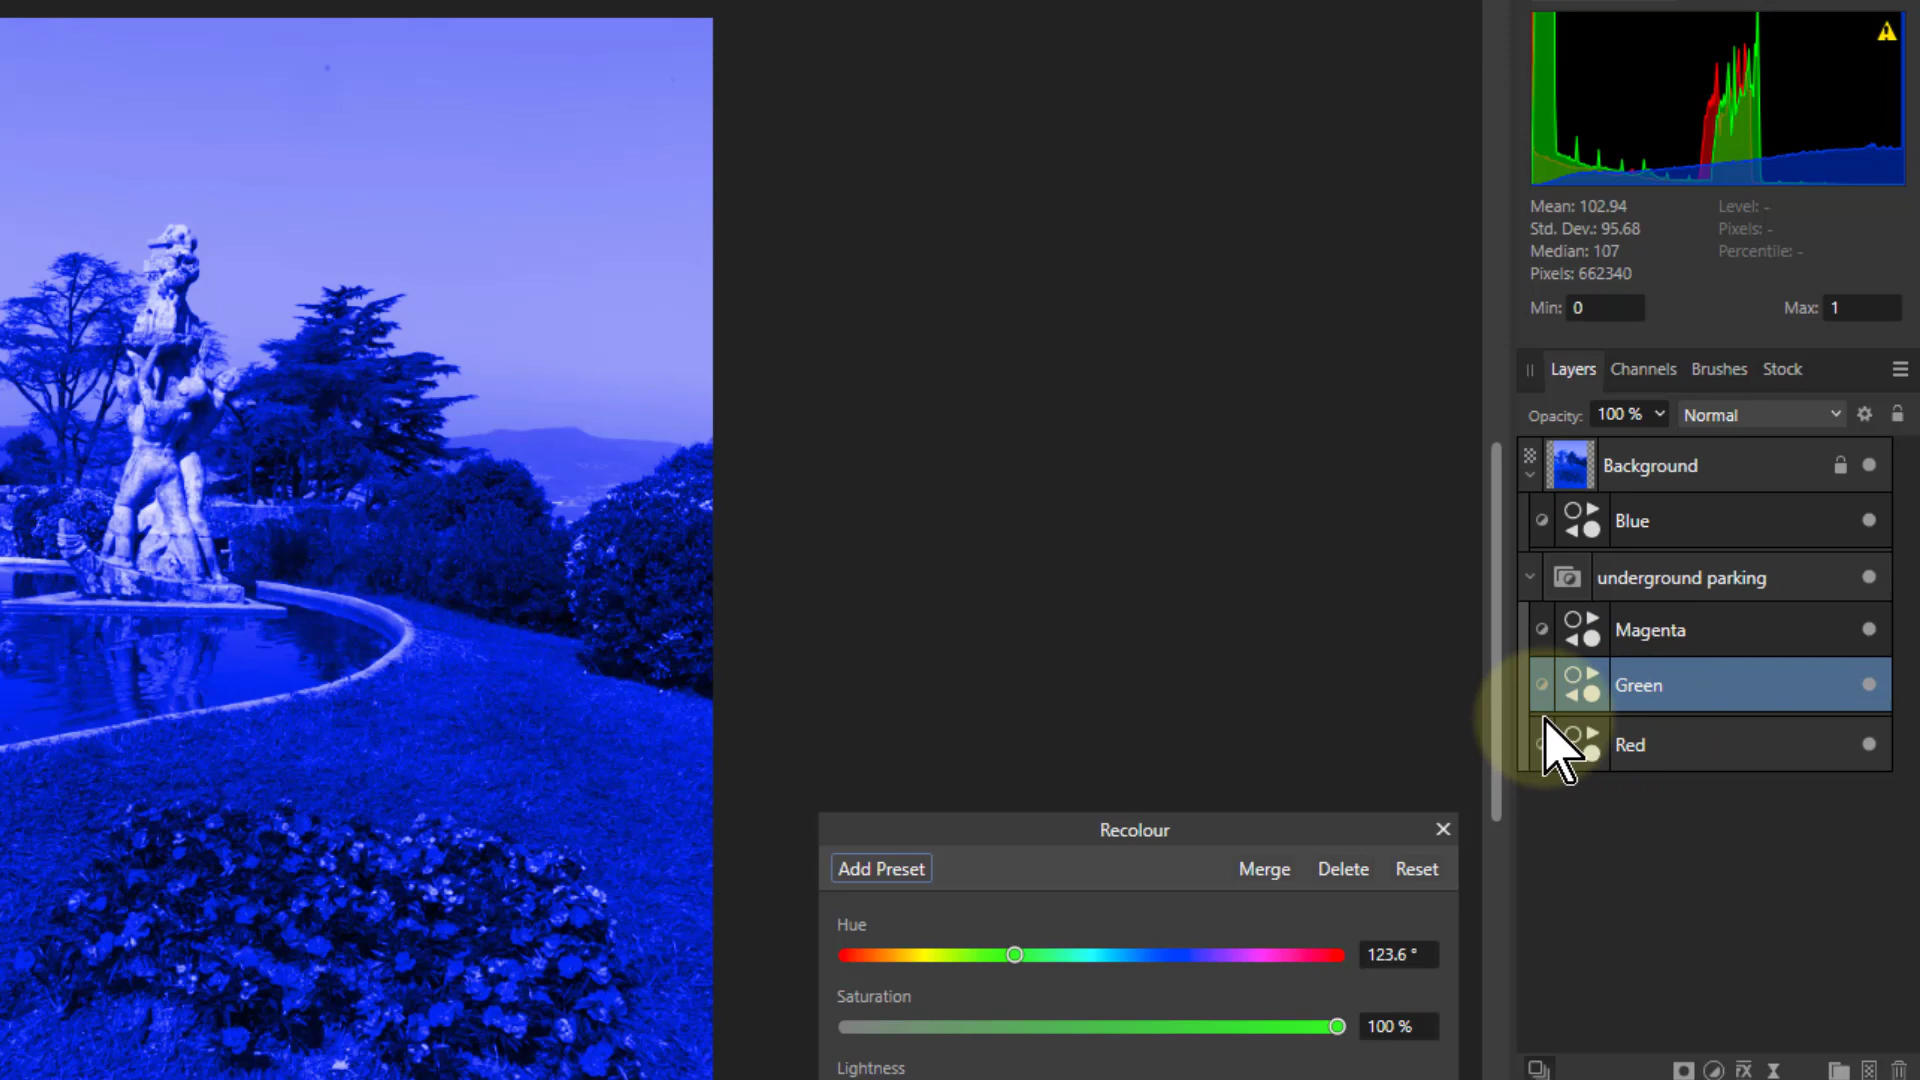 Mean: 102.94
Level: -
Std. Dev.: 95.68
Pixels: -
Median: 107
Percentile: -
Pixels: 662340
Min: 0
Max: 1
Layers Channels Brushes Stock
Opacity: 100 % Normal
Background
Blue
underground parking
Magenta
Green
Red
Recolour
Add Preset Merge Delete Reset
Hue
123.6 °
Saturation
100 %
Lightness